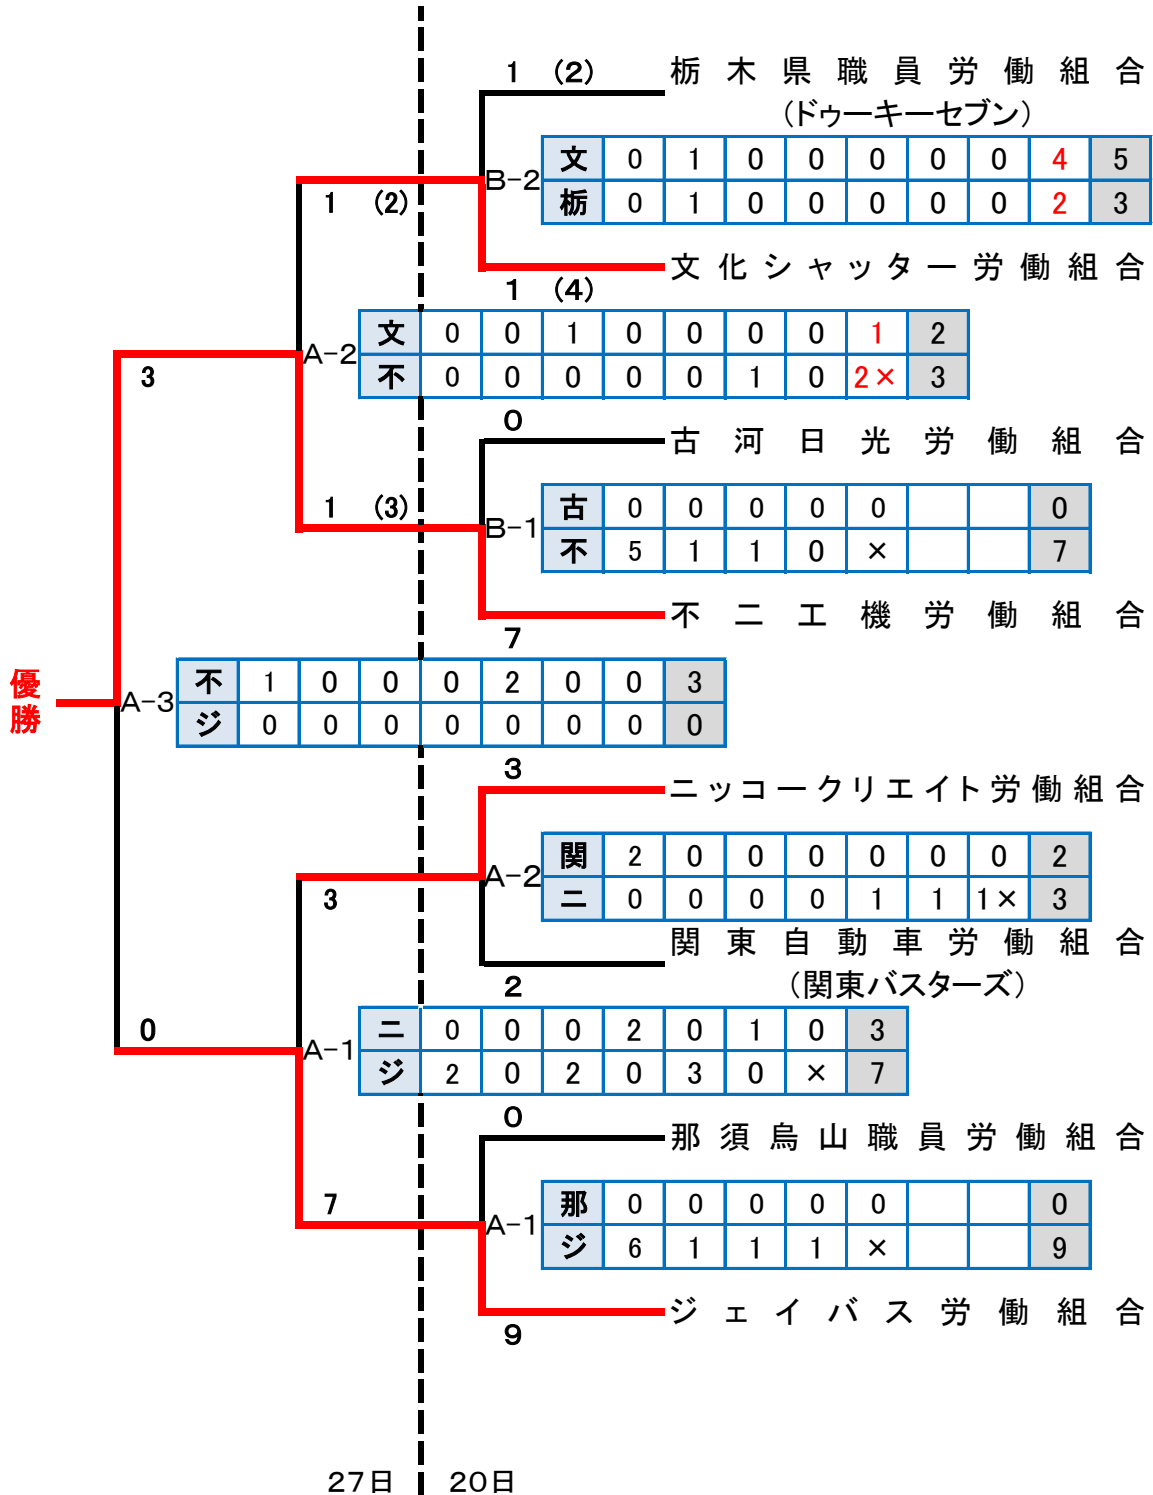 1 (2) 栃木県職員労働組合
(ドゥーキーセブン)
B-2 文 0 1 0 0 0 0 0 4 5
栃 0 1 0 0 0 0 0 2 3
1 (2)
文化シャッター労働組合
1 (4)
A-2 文 0 0 1 0 0 0 0 1 2
不 0 0 0 0 0 1 0 2× 3
3
0 古河日光労働組合
1 (3)
B-1 古 0 0 0 0 0 0
不 5 1 1 0 × 7
不二工機労働組合
7
優勝
A-3 不 1 0 0 0 2 0 0 3
ジ 0 0 0 0 0 0 0 0
3 ニッコークリエイト労働組合
A-2 関 2 0 0 0 0 0 0 2
ニ 0 0 0 0 1 1 1× 3
3
関東自動車労働組合
2 (関東バスターズ)
0
A-1 ニ 0 0 0 2 0 1 0 3
ジ 2 0 2 0 3 0 × 7
0 那須烏山職員労働組合
7
A-1 那 0 0 0 0 0 0
ジ 6 1 1 1 × 9
ジェイバス労働組合
9
27日 20日